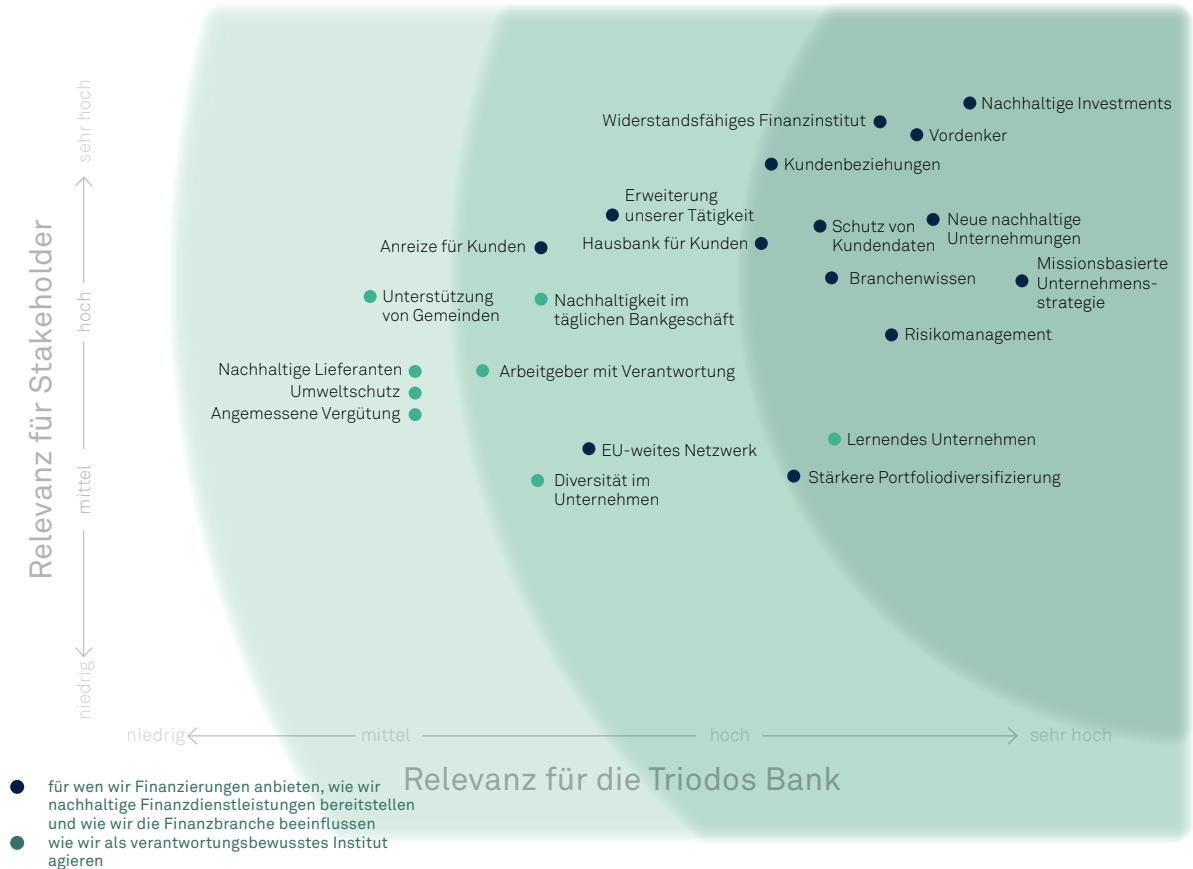 Nachhaltige Investments
Widerstandsfähiges Finanzinstitut
Vordenker
Kundenbeziehungen
Erweiterung
unserer Tätigkeit
Schutz von
Kundendaten
Neue nachhaltige
Unternehmungen
Anreize für Kunden
Hausbank für Kunden
Missionsbasierte
Unternehmens-
strategie
Branchenwissen
Unterstützung
von Gemeinden
Nachhaltigkeit im
täglichen Bankgeschäft
Risikomanagement
Nachhaltige Lieferanten
Umweltschutz
Angemessene Vergütung
Arbeitgeber mit Verantwortung
Lernendes Unternehmen
EU-weites Netzwerk
Stärkere Portfoliodiversifizierung
Diversität im
Unternehmen
Relevanz für Stakeholder
sehr hoch
hoch
mittel
niedrig
niedrig
mittel
hoch
sehr hoch
Relevanz für die Triodos Bank
für wen wir Finanzierungen anbieten, wie wir
nachhaltige Finanzdienstleistungen bereitstellen
und wie wir die Finanzbranche beeinflussen
wie wir als verantwortungsbewusstes Institut
agieren